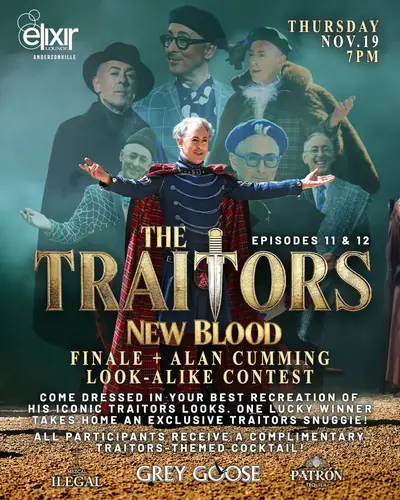 elixir
LOUNGE
ANDERSONVILLE
THURSDAY
NOV.19
7PM
THE
EPISODES 11 & 12
TRAITORS
NEW BLOOD
FINALE + ALAN CUMMING
LOOK-ALIKE CONTEST
COME DRESSED IN YOUR BEST RECREATION OF
HIS ICONIC TRAITORS LOOKS. ONE LUCKY WINNER
TAKES HOME AN EXCLUSIVE TRAITORS SNUGGIE!
ALL PARTICIPANTS RECEIVE A COMPLIMENTARY
TRAITORS-THEMED COCKTAIL!
MEZCAL
ILEGAL
GREY GOOSE
PATRÓN
TEQUILA